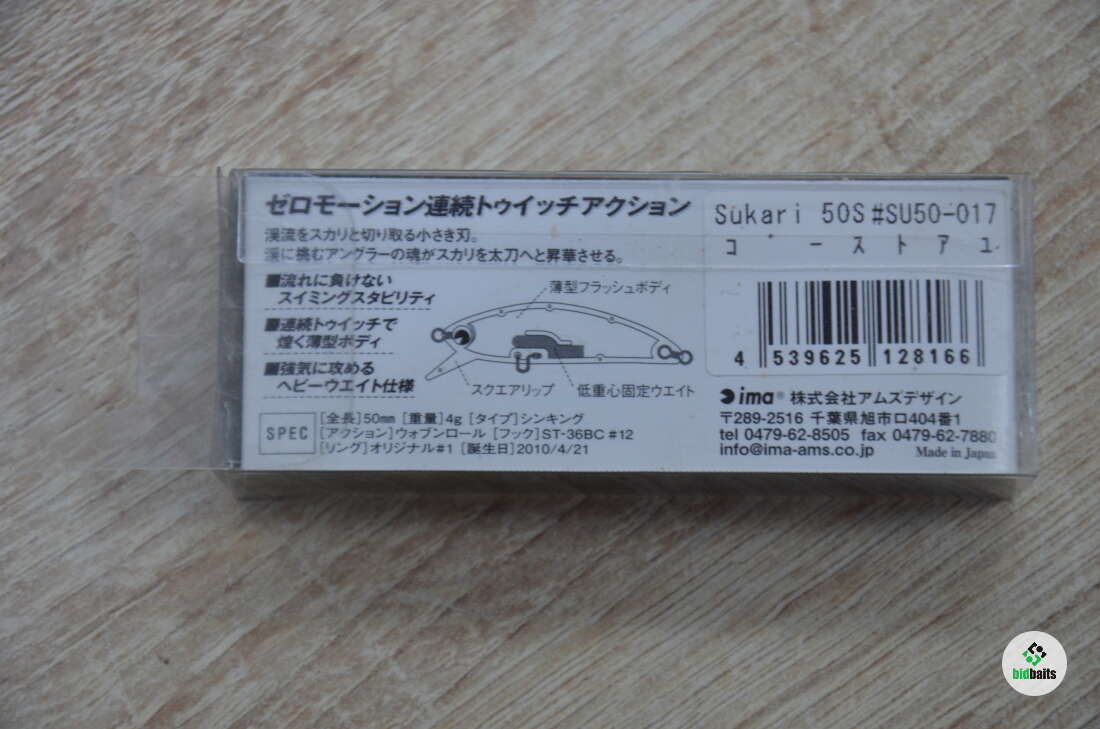 ゼロモーション連続トゥイッチアクション
渓流をスカリと切り取る小さき刃。
渓に挑むアングラーの魂がスカリを太刀へと昇華させる。
■流れに負けない
スイミングスタビリティ
■連続トゥイッチで
煌く薄型ボディ
■強気に攻める
ヘビーウエイト仕様
薄型フラッシュボディ
スクエアリップ
低重心固定ウエイト
SPEC
[全長]50mm [重量]4g [タイプ]シンキング
[アクション]ウォブンロール [フック]ST-36BC #12
[リング]オリジナル#1 [誕生日]2010/4/21
Sukari 50S #SU50-017
コﾞーストアユ
4 539625 128166
ima® 株式会社アムズデザイン
〒289-2516 千葉県旭市ロ404番1
tel 0479-62-8505 fax 0479-62-7880
info@ima-ams.co.jp Made in Japan
bidbaits